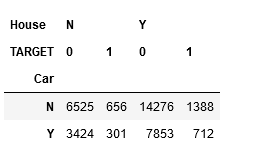 House N Y
TARGET 0 1 0 1
Car
N 6525 656 14276 1388
Y 3424 301 7853 712